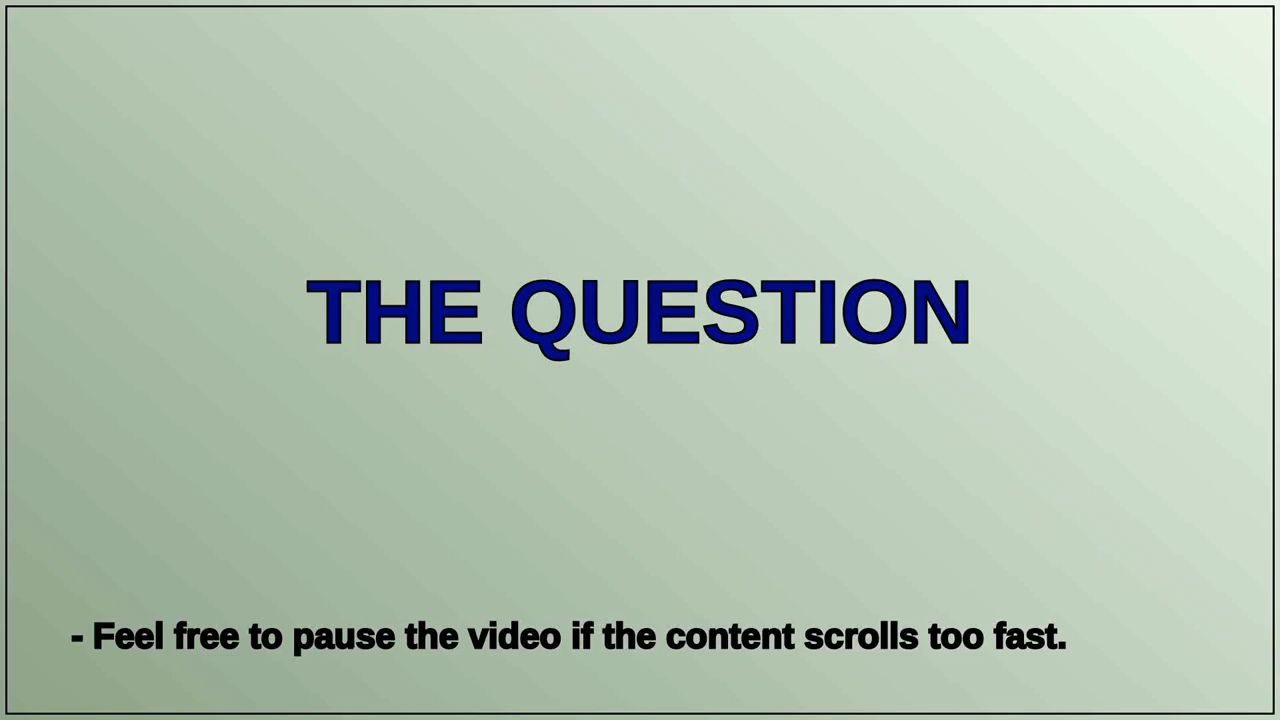 THE QUESTION
- Feel free to pause the video if the content scrolls too fast.